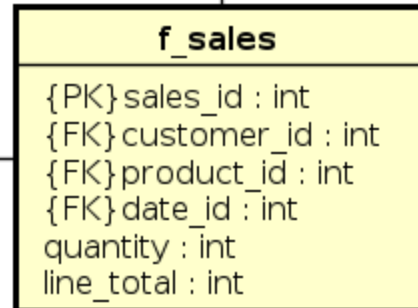 f_sales
{PK}sales_id : int
{FK}customer_id : int
{FK}product_id : int
{FK}date_id : int
quantity : int
line_total : int